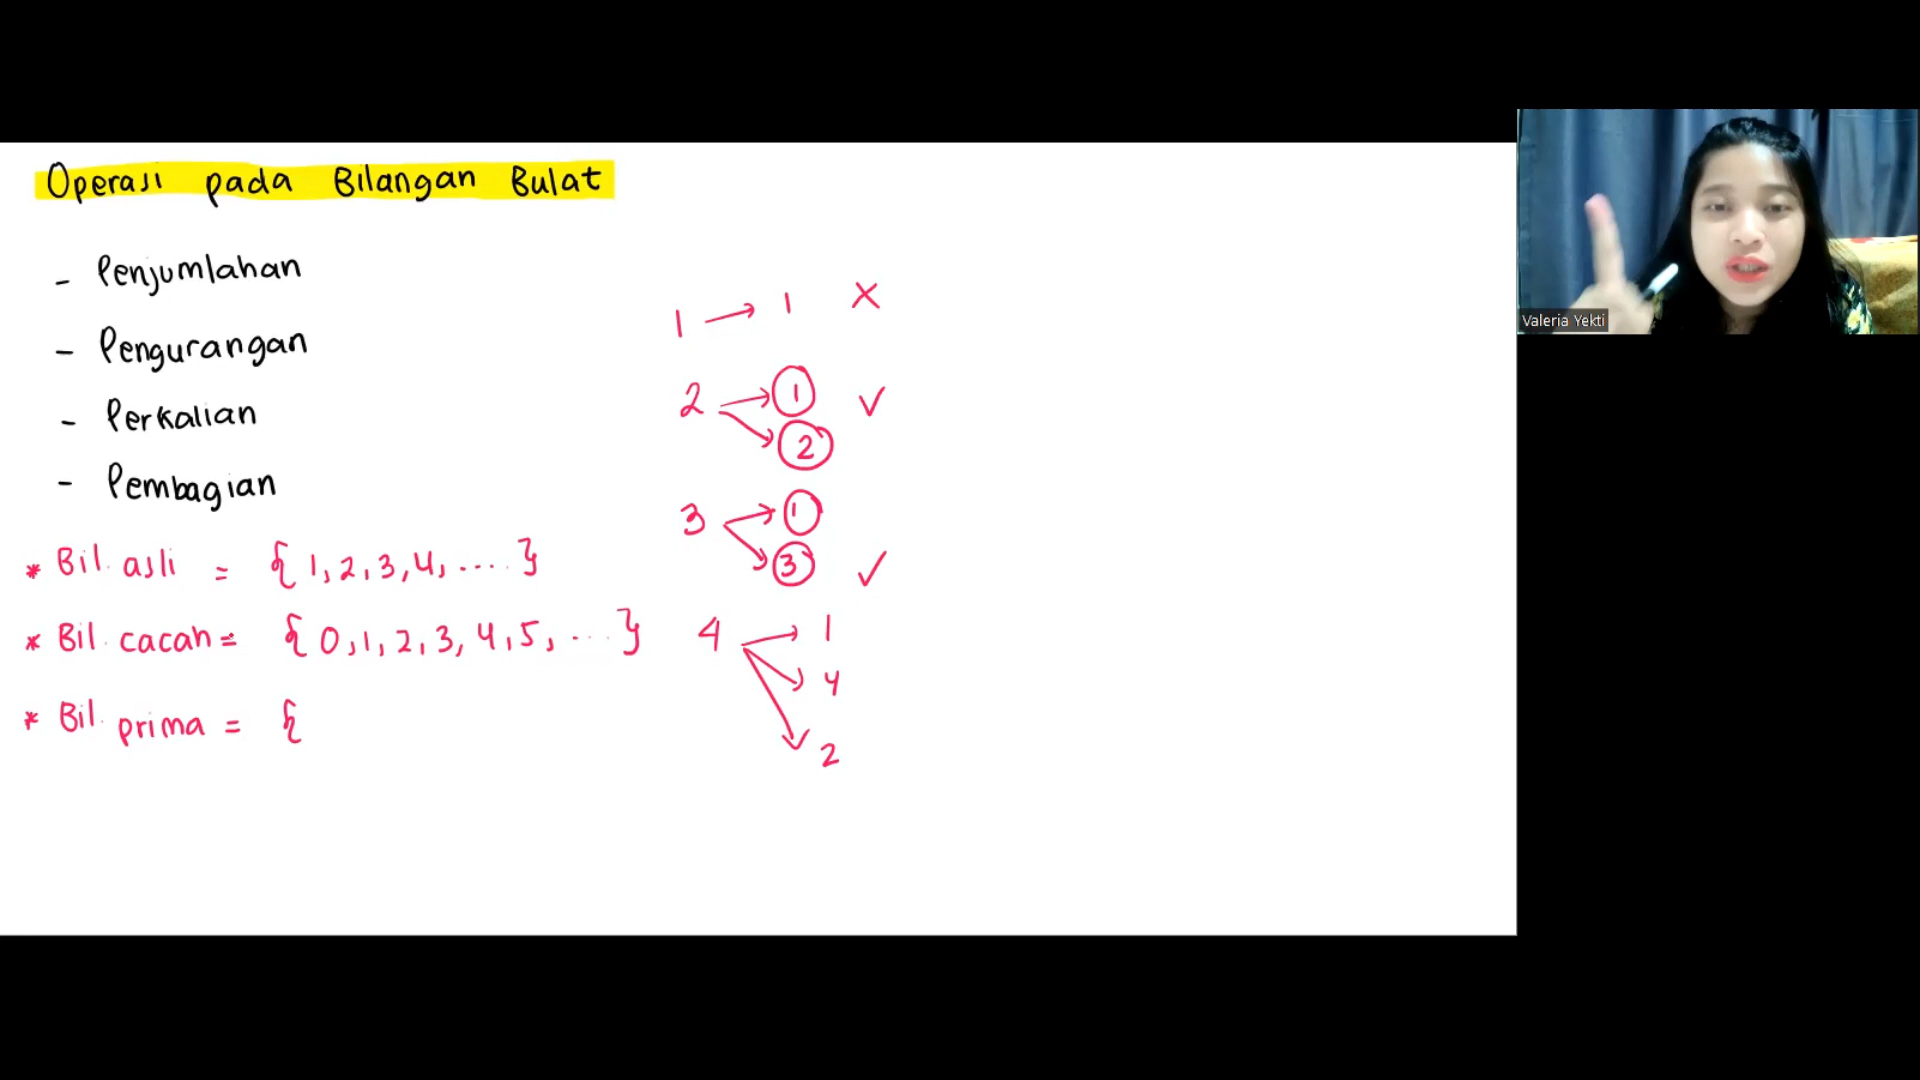 Operasi pada Bilangan Bulat
- Penjumlahan
- Pengurangan
- Perkalian
- Pembagian
* Bil. asli = { 1, 2, 3, 4, .... }
* Bil. cacah = { 0, 1, 2, 3, 4, 5, ... }
* Bil. prima = {
1 → 1 ×
2 → 1 ✓
→ 2
3 → 1
→ 3 ✓
4 → 1
→ 4
→ 2
Valeria Yekti